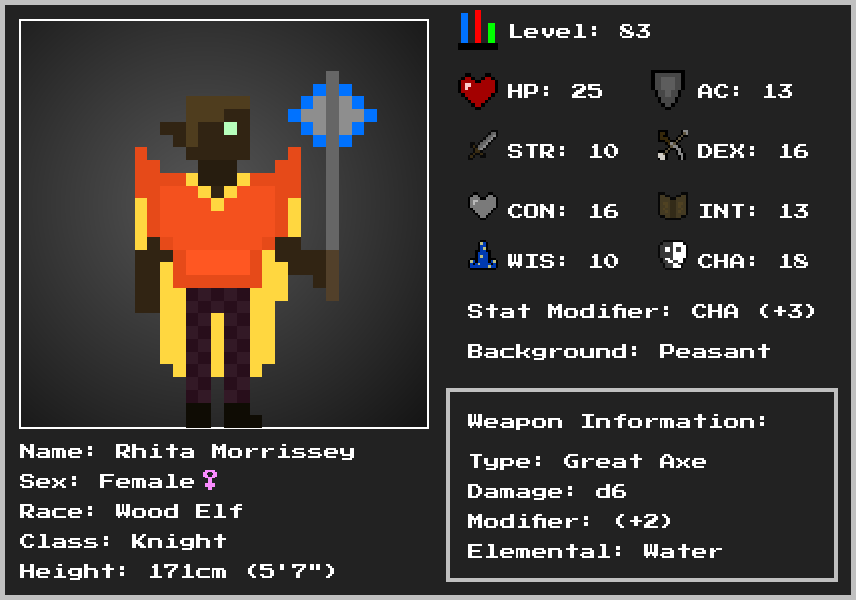 Level: 83
HP: 25 AC: 13
STR: 10 DEX: 16
CON: 16 INT: 13
WIS: 10 CHA: 18
Stat Modifier: CHA (+3)
Background: Peasant
Weapon Information:
Type: Great Axe
Damage: d6
Modifier: (+2)
Elemental: Water
Name: Rhita Morrissey
Sex: Female♀
Race: Wood Elf
Class: Knight
Height: 171cm (5'7")